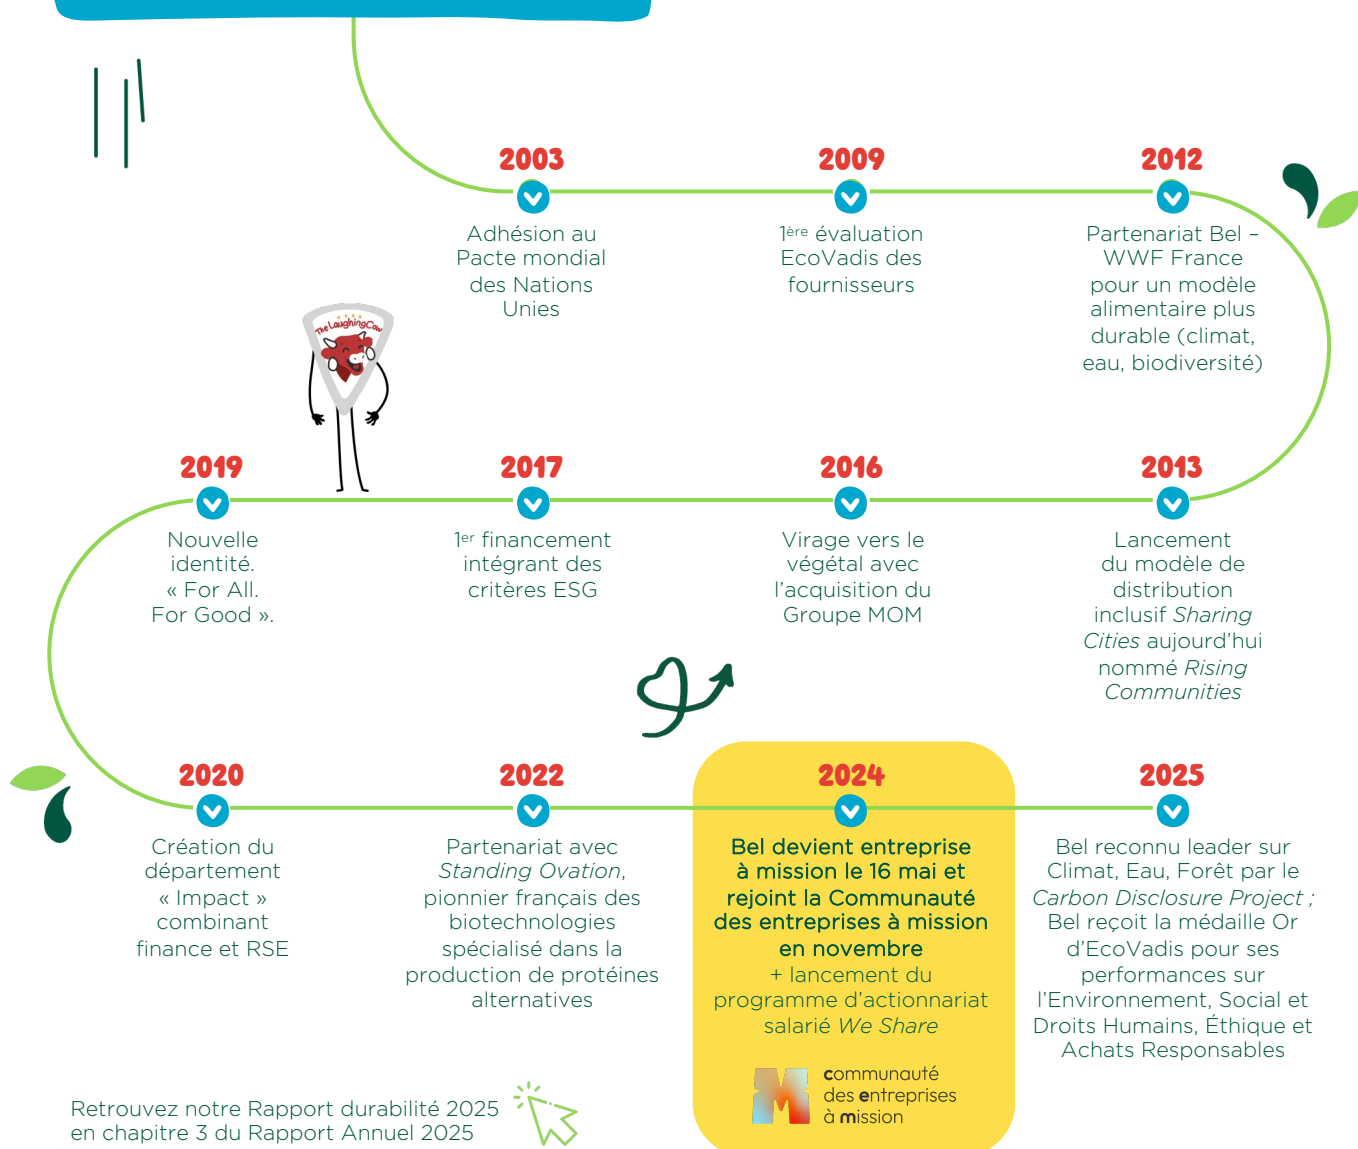 2003
Adhésion au
Pacte mondial
des Nations
Unies
2009
1ère évaluation
EcoVadis des
fournisseurs
2012
Partenariat Bel –
WWF France
pour un modèle
alimentaire plus
durable (climat,
eau, biodiversité)
The Laughing Cow
2019
Nouvelle
identité.
« For All.
For Good ».
2017
1er financement
intégrant des
critères ESG
2016
Virage vers le
végétal avec
l’acquisition du
Groupe MOM
2013
Lancement
du modèle de
distribution
inclusif Sharing
Cities aujourd’hui
nommé Rising
Communities
2020
Création du
département
« Impact »
combinant
finance et RSE
2022
Partenariat avec
Standing Ovation,
pionnier français des
biotechnologies
spécialisé dans la
production de protéines
alternatives
2024
Bel devient entreprise
à mission le 16 mai et
rejoint la Communauté
des entreprises à mission
en novembre
+ lancement du
programme d’actionnariat
salarié We Share
communauté
des entreprises
à mission
2025
Bel reconnu leader sur
Climat, Eau, Forêt par le
Carbon Disclosure Project ;
Bel reçoit la médaille Or
d’EcoVadis pour ses
performances sur
l’Environnement, Social et
Droits Humains, Éthique et
Achats Responsables
Retrouvez notre Rapport durabilité 2025
en chapitre 3 du Rapport Annuel 2025